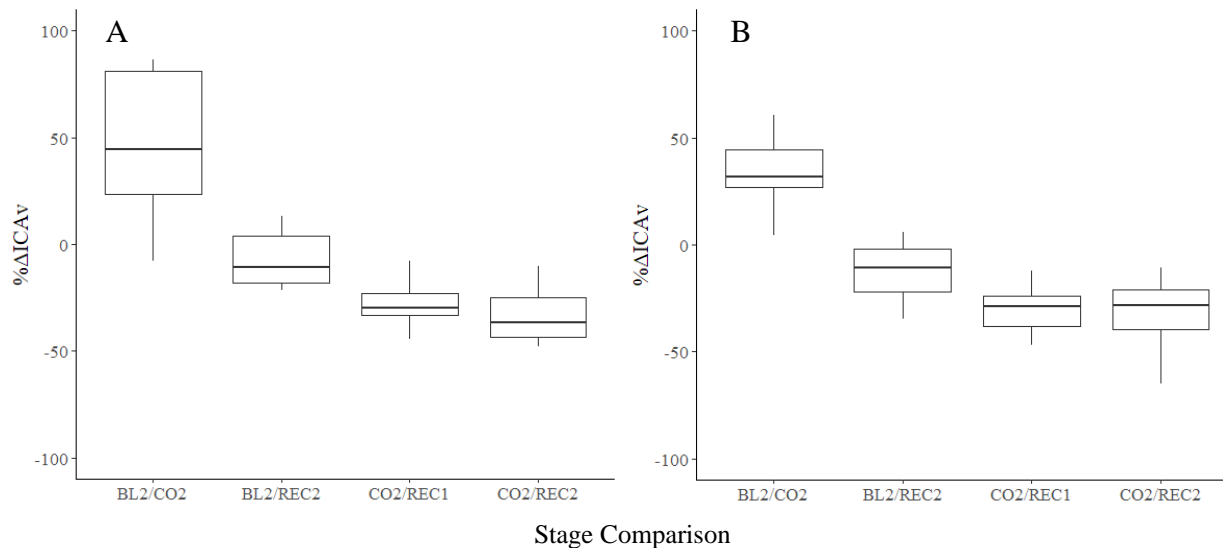 A
100
50
0
-50
-100
%ΔICAv
BL2/CO2 BL2/REC2 CO2/REC1 CO2/REC2
B
100
50
0
-50
-100
%ΔICAv
BL2/CO2 BL2/REC2 CO2/REC1 CO2/REC2
Stage Comparison